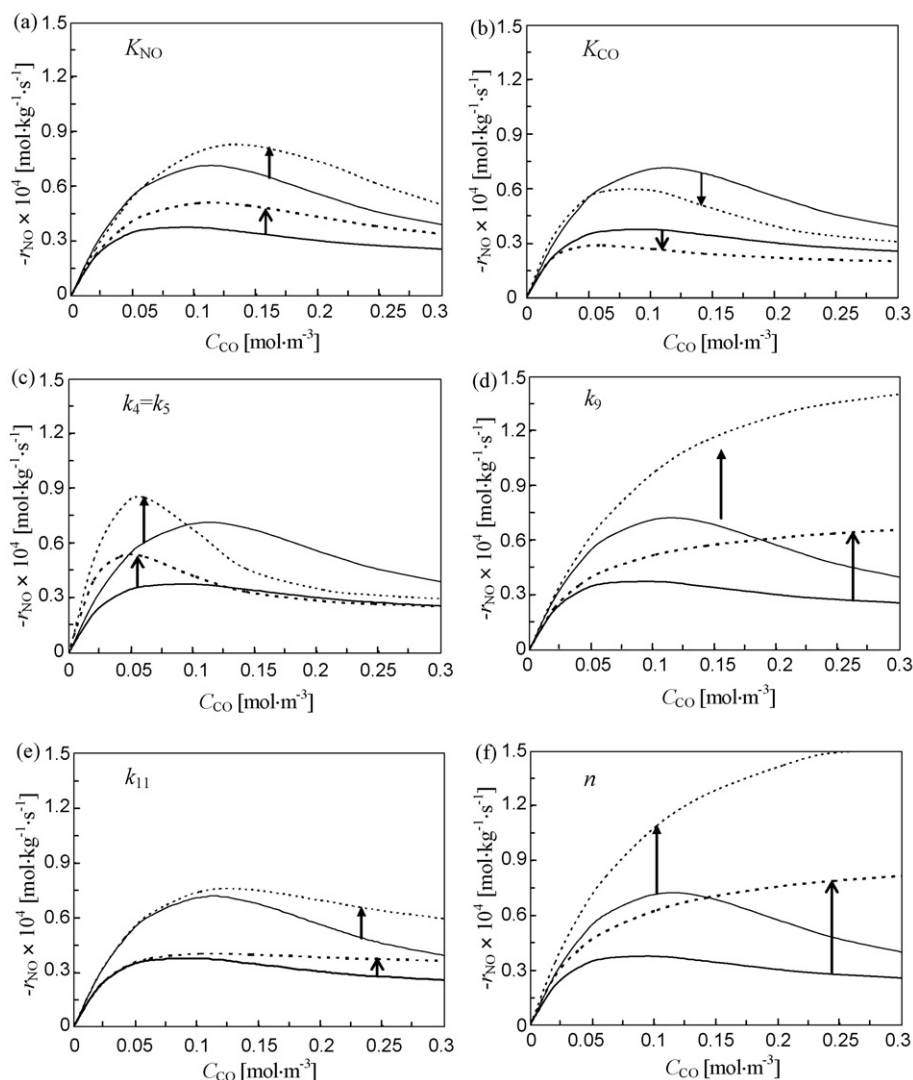 (a)
K_NO
-r_NO × 10^4 [mol·kg^-1·s^-1]
1.5
1.2
0.9
0.6
0.3
0
0 0.05 0.1 0.15 0.2 0.25 0.3
C_CO [mol·m^-3]
(b)
K_CO
-r_NO × 10^4 [mol·kg^-1·s^-1]
1.5
1.2
0.9
0.6
0.3
0
0 0.05 0.1 0.15 0.2 0.25 0.3
C_CO [mol·m^-3]
(c)
k_4=k_5
-r_NO × 10^4 [mol·kg^-1·s^-1]
1.5
1.2
0.9
0.6
0.3
0
0 0.05 0.1 0.15 0.2 0.25 0.3
C_CO [mol·m^-3]
(d)
k_9
-r_NO × 10^4 [mol·kg^-1·s^-1]
1.5
1.2
0.9
0.6
0.3
0
0 0.05 0.1 0.15 0.2 0.25 0.3
C_CO [mol·m^-3]
(e)
k_11
-r_NO × 10^4 [mol·kg^-1·s^-1]
1.5
1.2
0.9
0.6
0.3
0
0 0.05 0.1 0.15 0.2 0.25 0.3
C_CO [mol·m^-3]
(f)
n
-r_NO × 10^4 [mol·kg^-1·s^-1]
1.5
1.2
0.9
0.6
0.3
0
0 0.05 0.1 0.15 0.2 0.25 0.3
C_CO [mol·m^-3]